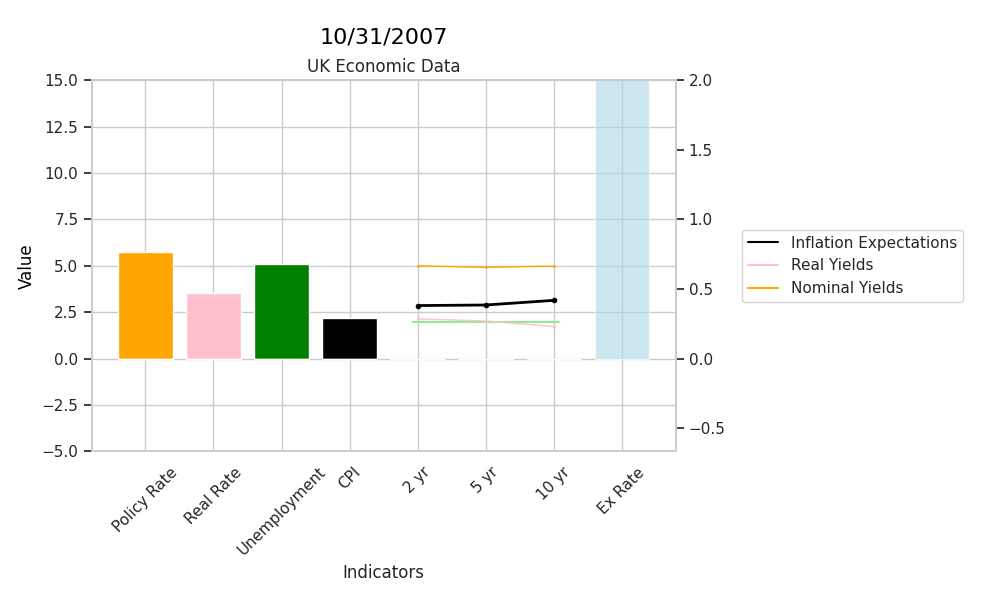 10/31/2007
UK Economic Data
15.0
12.5
10.0
7.5
5.0
2.5
0.0
−2.5
−5.0
Value
2.0
1.5
1.0
0.5
0.0
−0.5
Inflation Expectations
Real Yields
Nominal Yields
Policy Rate
Real Rate
Unemployment
CPI
2 yr
5 yr
10 yr
Ex Rate
Indicators